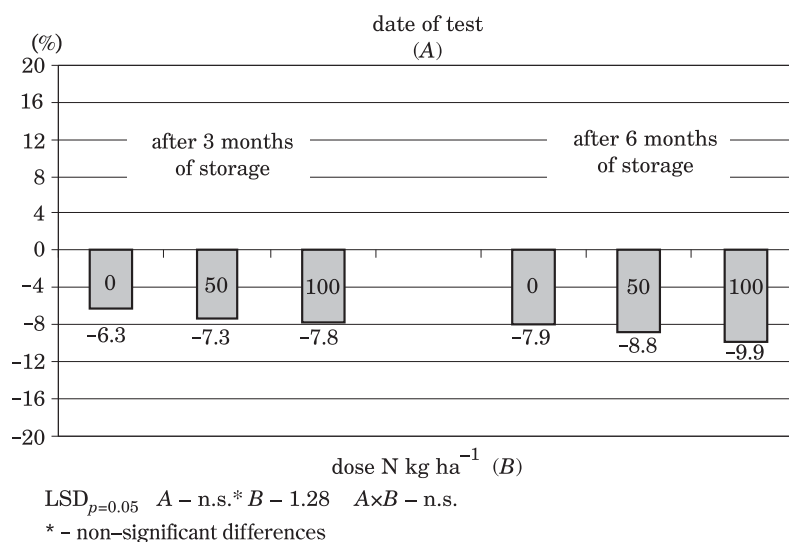 date of test
(A)
(%)
20
16
12
8
4
0
–4
–8
–12
–16
–20
after 3 months
of storage
after 6 months
of storage
0 50 100 0 50 100
–6.3 –7.3 –7.8 –7.9 –8.8 –9.9
dose N kg ha⁻¹ (B)
LSDp=0.05 A – n.s.* B – 1.28 A×B – n.s.
* – non–significant differences